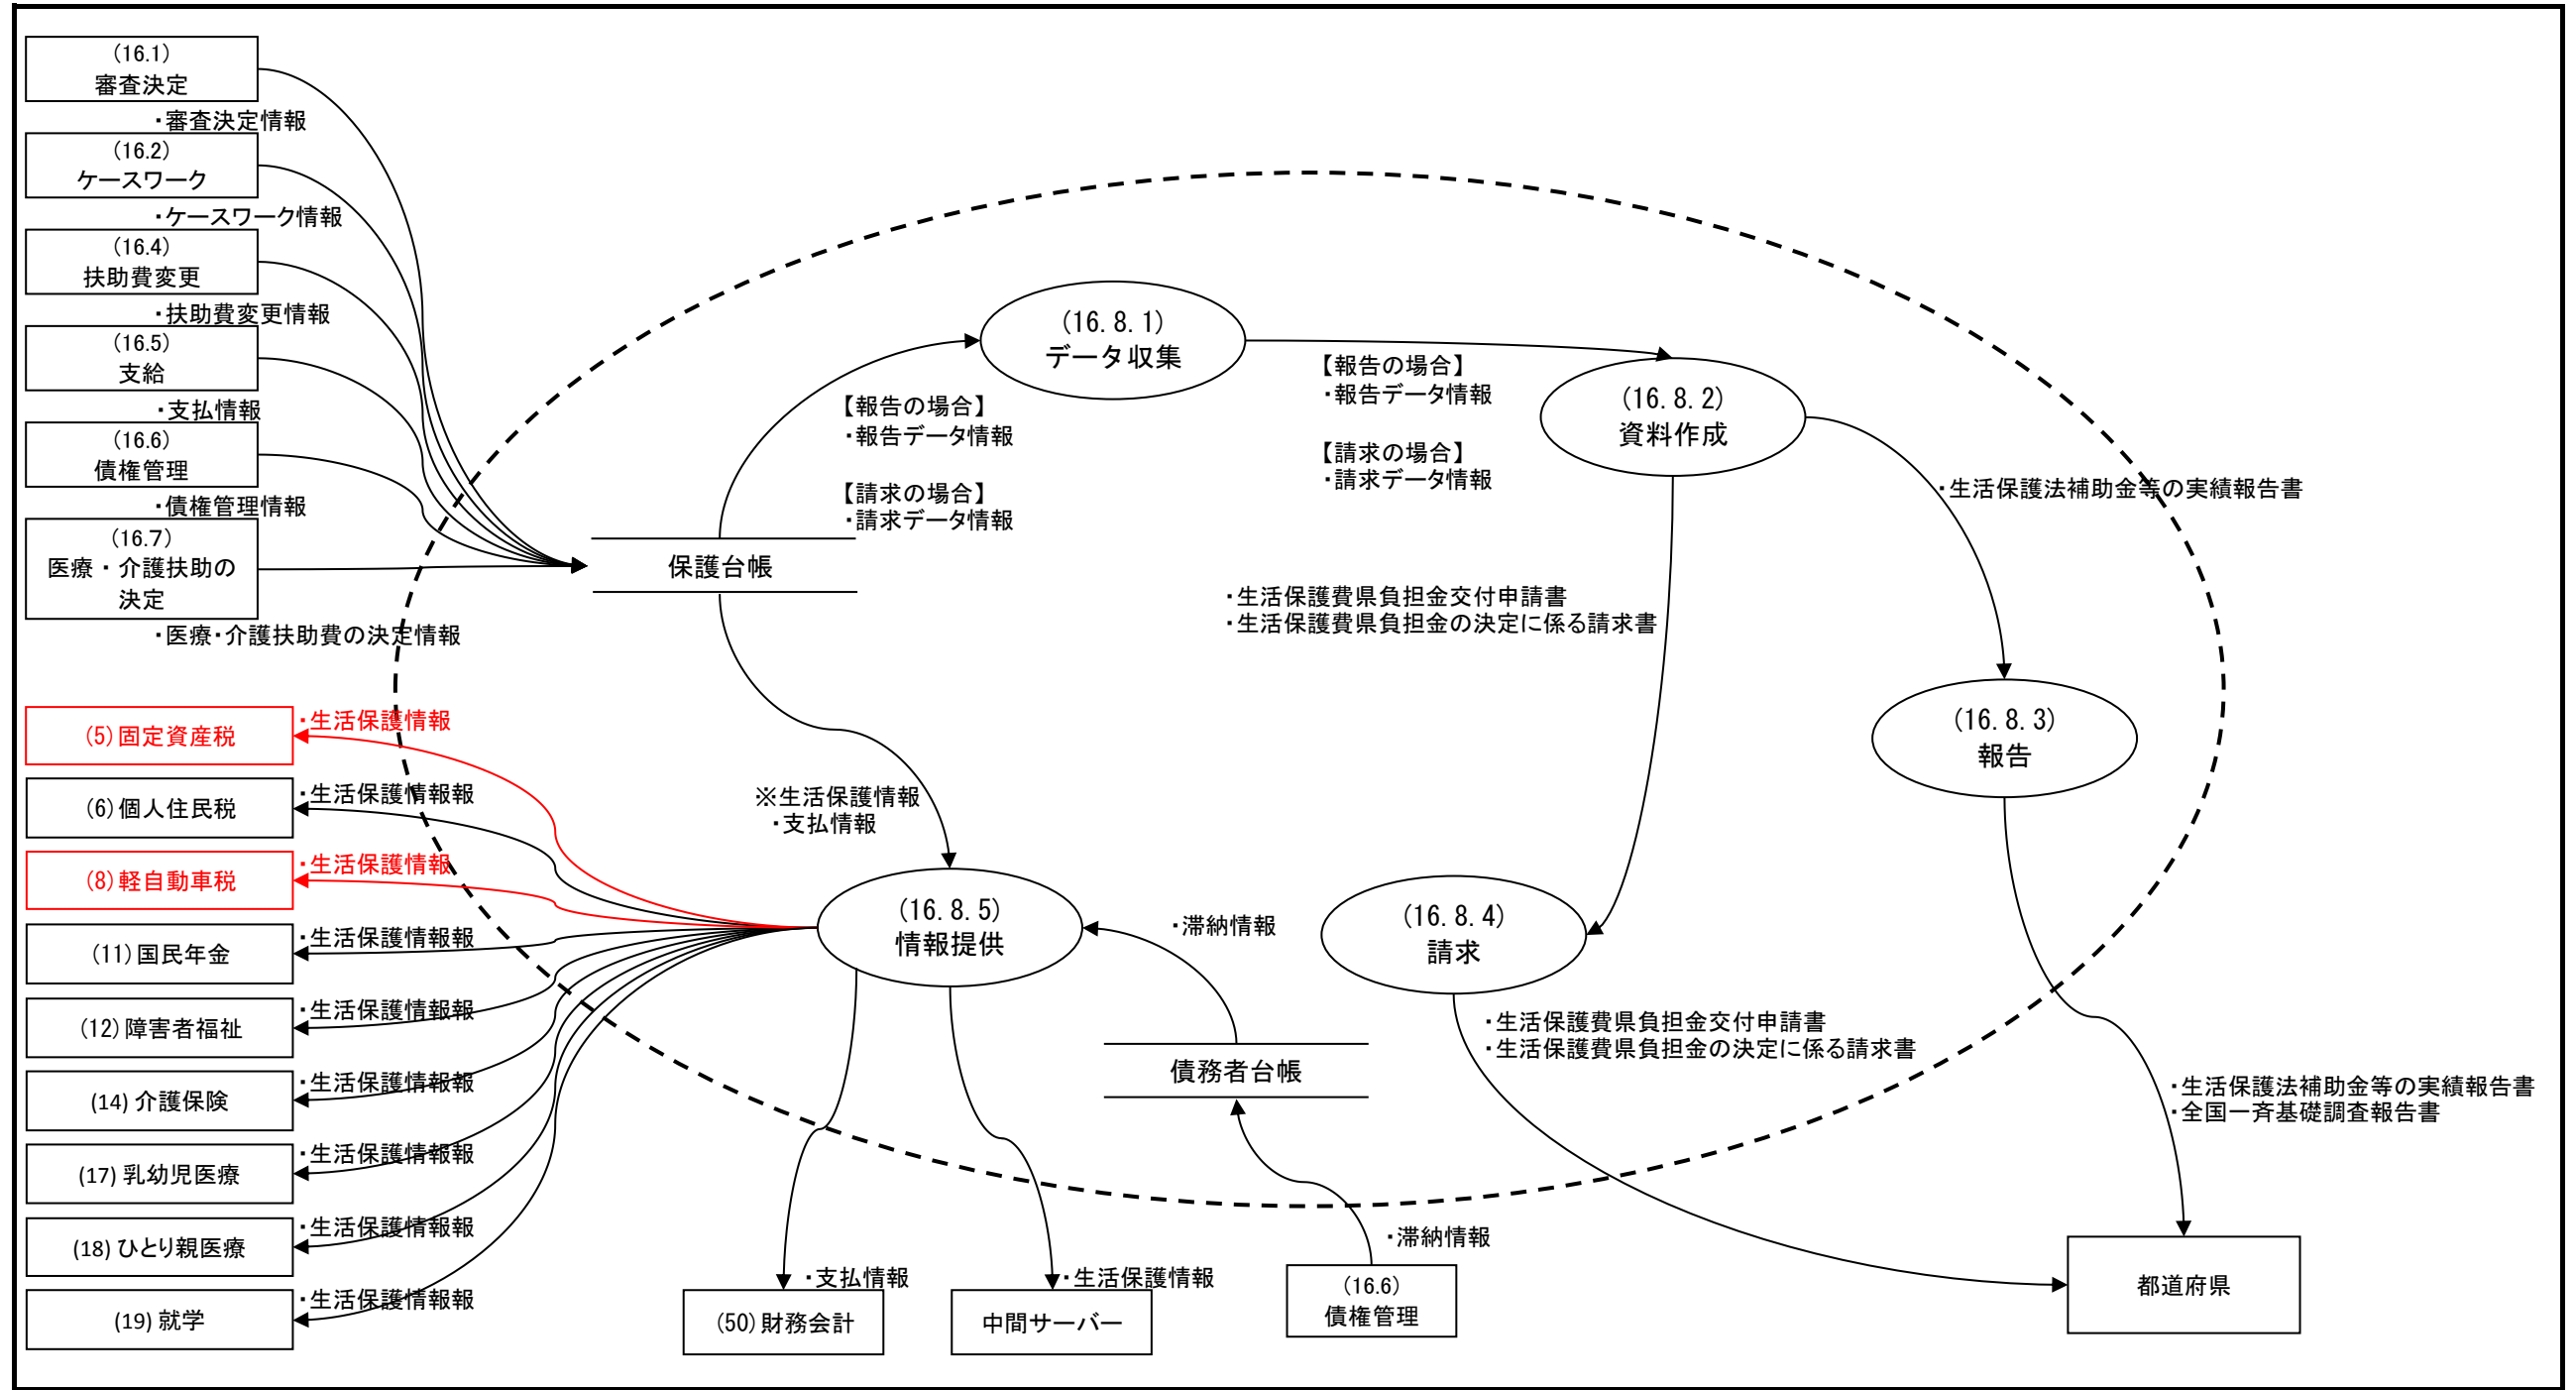 (16.1)
審査決定
・審査決定情報
(16.2)
ケースワーク
・ケースワーク情報
(16.4)
扶助費変更
・扶助費変更情報
(16.5)
支給
・支払情報
(16.6)
債権管理
・債権管理情報
(16.7)
医療・介護扶助の
決定
・医療・介護扶助費の決定情報
保護台帳
【報告の場合】
・報告データ情報
【請求の場合】
・請求データ情報
(16.8.1)
データ収集
【報告の場合】
・報告データ情報
【請求の場合】
・請求データ情報
(16.8.2)
資料作成
・生活保護法補助金等の実績報告書
・生活保護費県負担金交付申請書
・生活保護費県負担金の決定に係る請求書
(16.8.3)
報告
(5)固定資産税
・生活保護情報
(6)個人住民税
・生活保護情報報
(8)軽自動車税
・生活保護情報
(11)国民年金
・生活保護情報報
(12)障害者福祉
・生活保護情報報
(14)介護保険
・生活保護情報報
(17)乳幼児医療
・生活保護情報報
(18)ひとり親医療
・生活保護情報報
(19)就学
・生活保護情報報
※生活保護情報
・支払情報
(16.8.5)
情報提供
・滞納情報
(16.8.4)
請求
・生活保護費県負担金交付申請書
・生活保護費県負担金の決定に係る請求書
債務者台帳
・生活保護法補助金等の実績報告書
・全国一斉基礎調査報告書
・滞納情報
・支払情報
(50)財務会計
・生活保護情報
中間サーバー
(16.6)
債権管理
都道府県